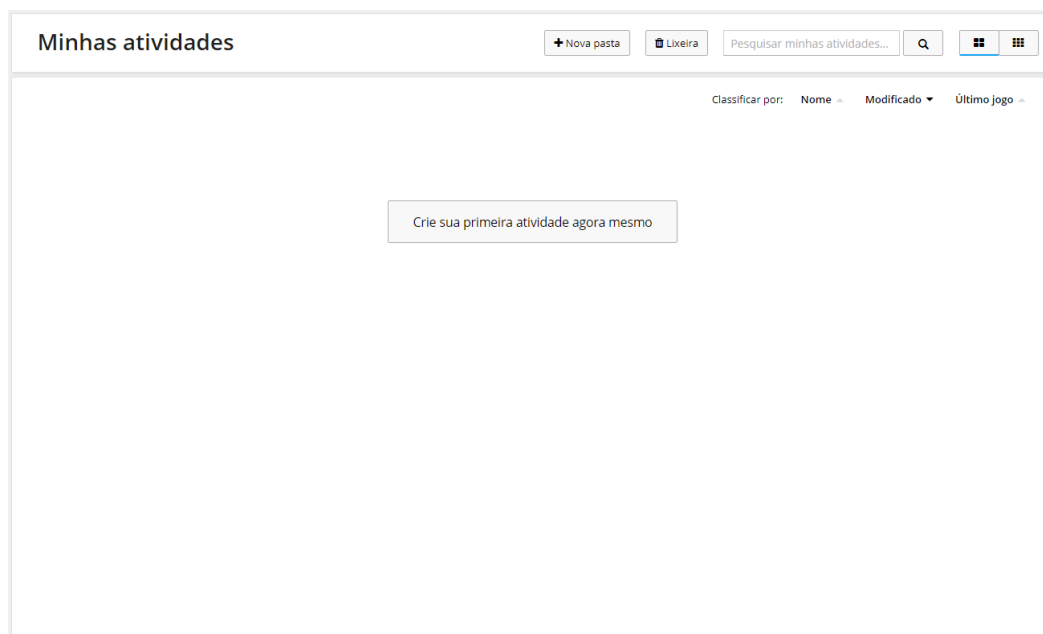 Minhas atividades
Nova pasta
Lixeira
Pesquisar minhas atividades...
Classificar por: Nome Modificado Último jogo
Crie sua primeira atividade agora mesmo